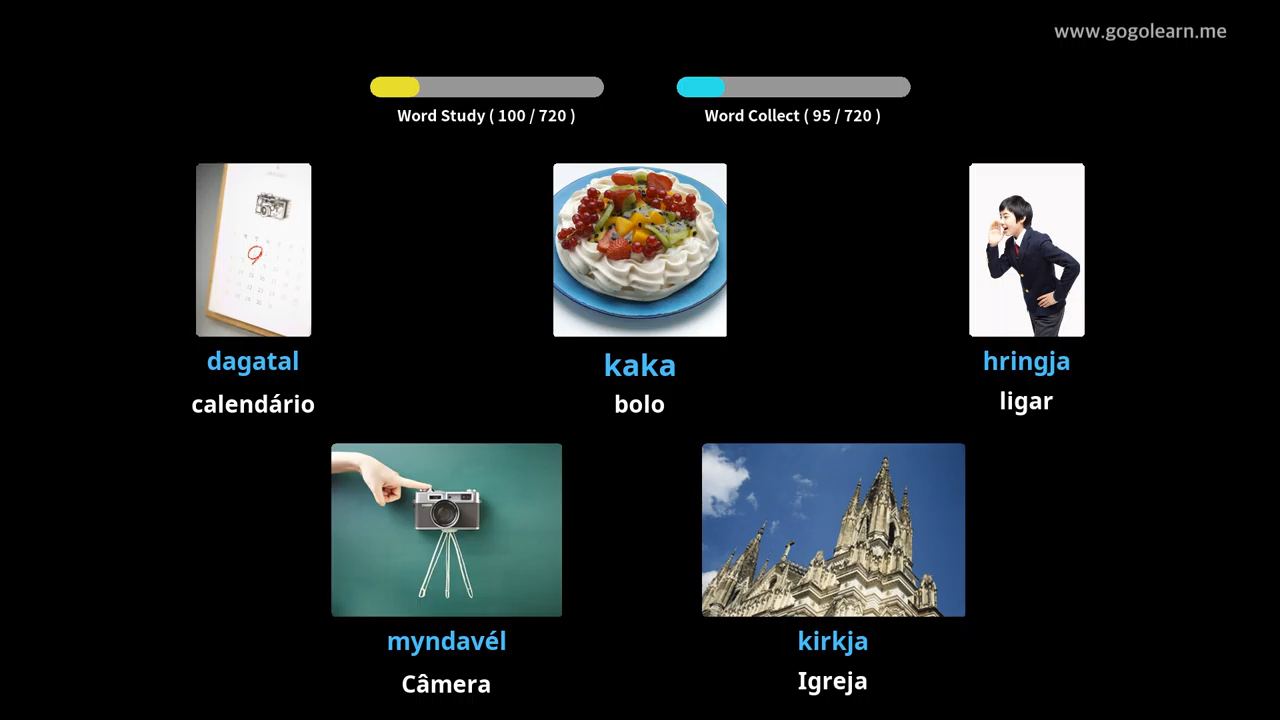 www.gogolearn.me
Word Study ( 100 / 720 )
Word Collect ( 95 / 720 )
dagatal
kaka
hringja
calendário
bolo
ligar
myndavél
kirkja
Câmera
Igreja